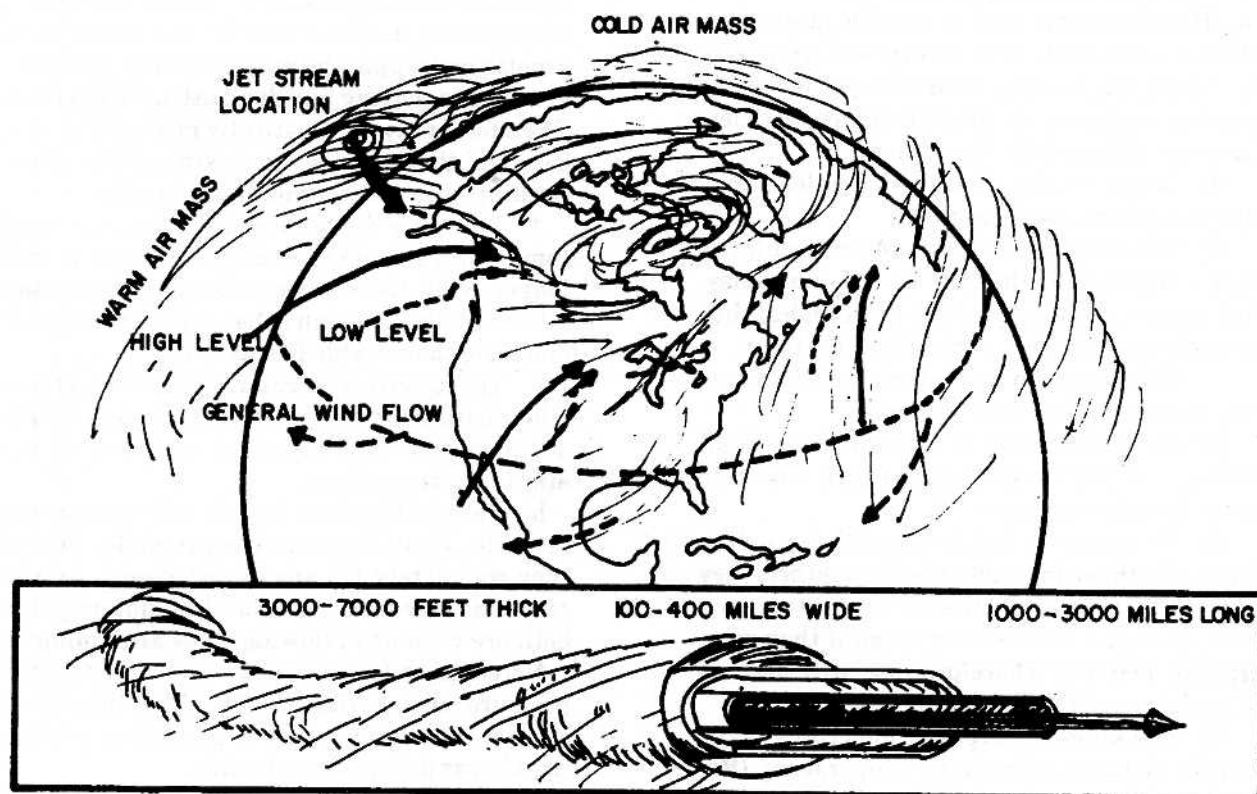 COLD AIR MASS
JET STREAM
LOCATION
WARM AIR MASS
HIGH LEVEL
LOW LEVEL
GENERAL WIND FLOW
3000-7000 FEET THICK
100-400 MILES WIDE
1000-3000 MILES LONG